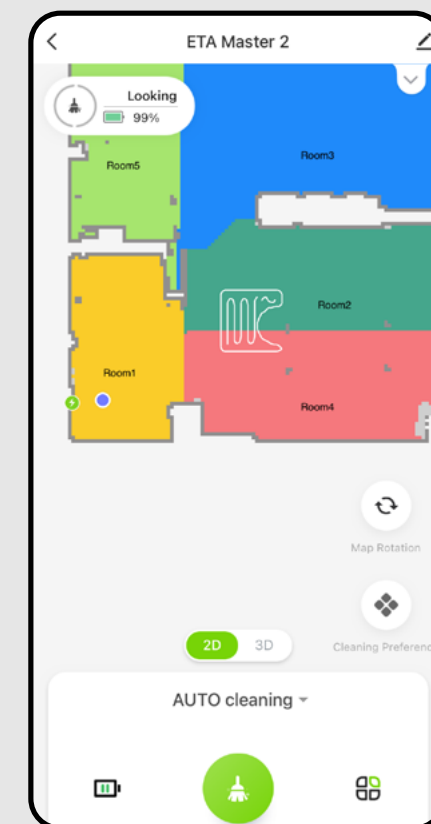 ETA Master 2
Looking
99%
Room5
Room3
Room2
Room1
Room4
Map Rotation
2D 3D
Cleaning Preferenc
AUTO cleaning